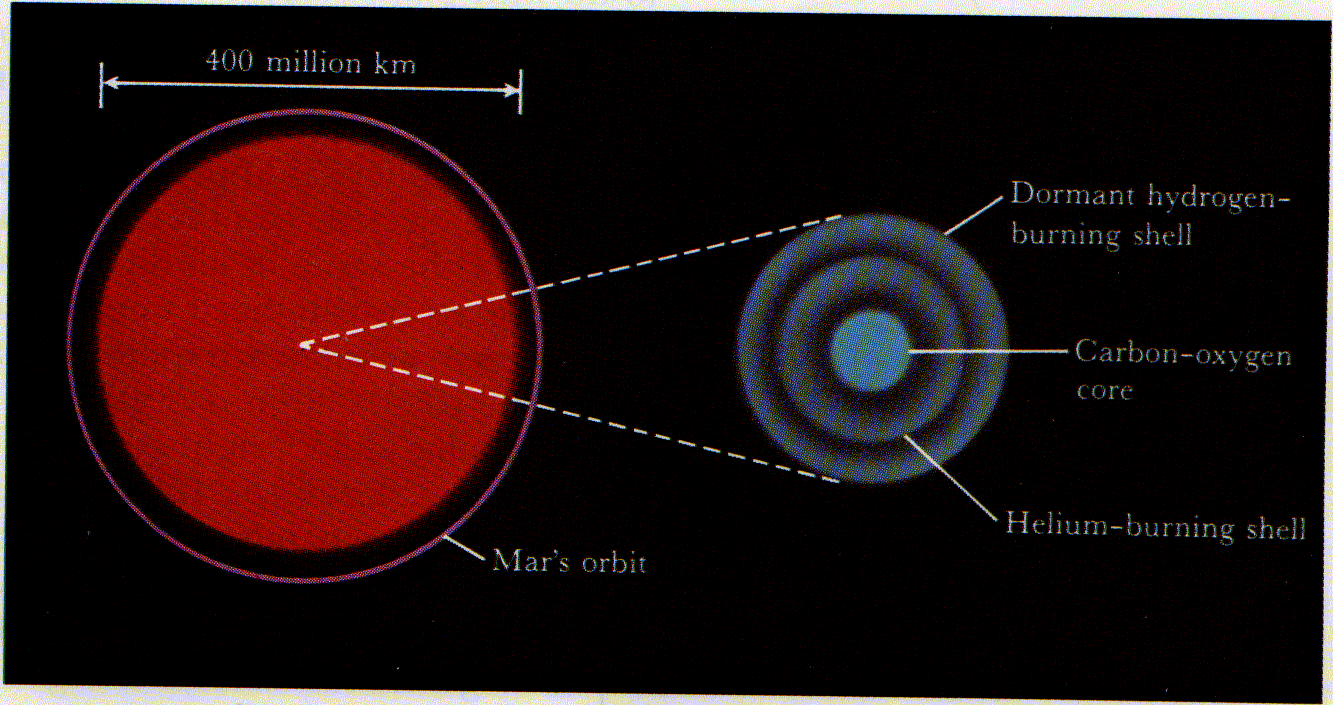 400 million km
Dormant hydrogen-
burning shell
Carbon-oxygen
core
Helium-burning shell
Mar's orbit